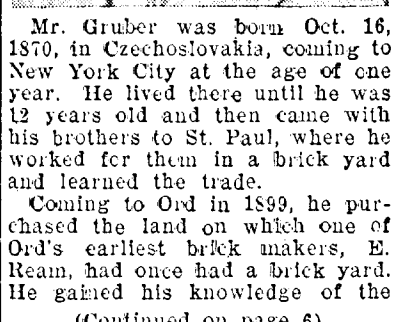 Mr. Gruber was born Oct. 16,
1870, in Czechoslovakia, coming to
New York City at the age of one
year. He lived there until he was
12 years old and then came with
his brothers to St. Paul, where he
worked for them in a brick yard
and learned the trade.
Coming to Ord in 1899, he pur-
chased the land on which one of
Ord's earliest brick makers, E.
Ream, had once had a brick yard.
He gained his knowledge of the
(Continued on page 6)